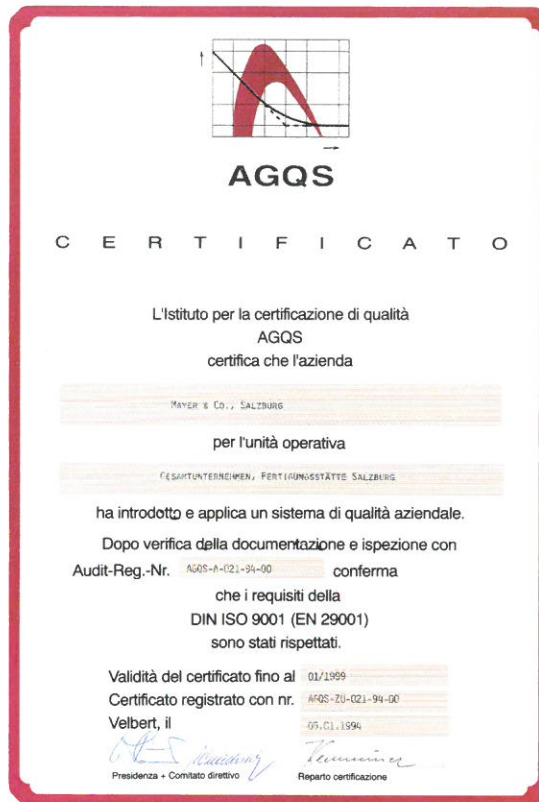 AGQS
CERTIFICATO
L'Istituto per la certificazione di qualità
AGQS
certifica che l'azienda
MAYER & CO., SALZBURG
per l'unità operativa
GESAMTUNTERNEHMEN, FERTIGUNGSSTÄTTE SALZBURG
ha introdotto e applica un sistema di qualità aziendale.
Dopo verifica della documentazione e ispezione con
Audit-Reg.-Nr. AGQS-A-021-94-00 conferma
che i requisiti della
DIN ISO 9001 (EN 29001)
sono stati rispettati.
Validità del certificato fino al 01/1999
Certificato registrato con nr. AGQS-ZU-021-94-00
Velbert, il 05.01.1994
Presidenza + Comitato direttivo Reparto certificazione